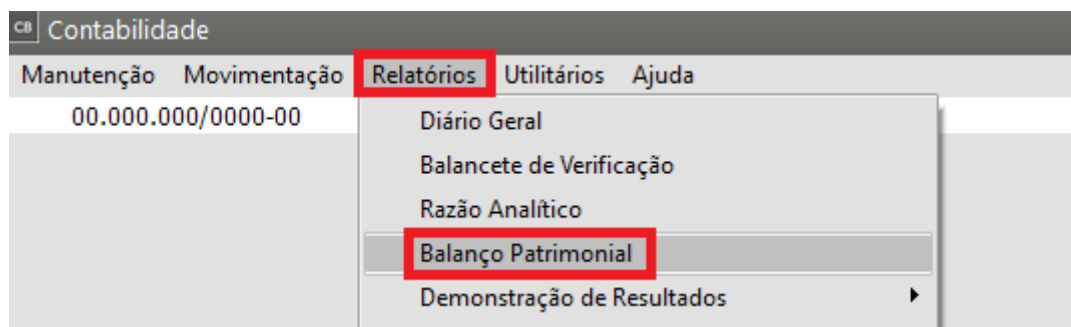 CB Contabilidade
Manutenção Movimentação Relatórios Utilitários Ajuda
00.000.000/0000-00
Diário Geral
Balancete de Verificação
Razão Analítico
Balanço Patrimonial
Demonstração de Resultados